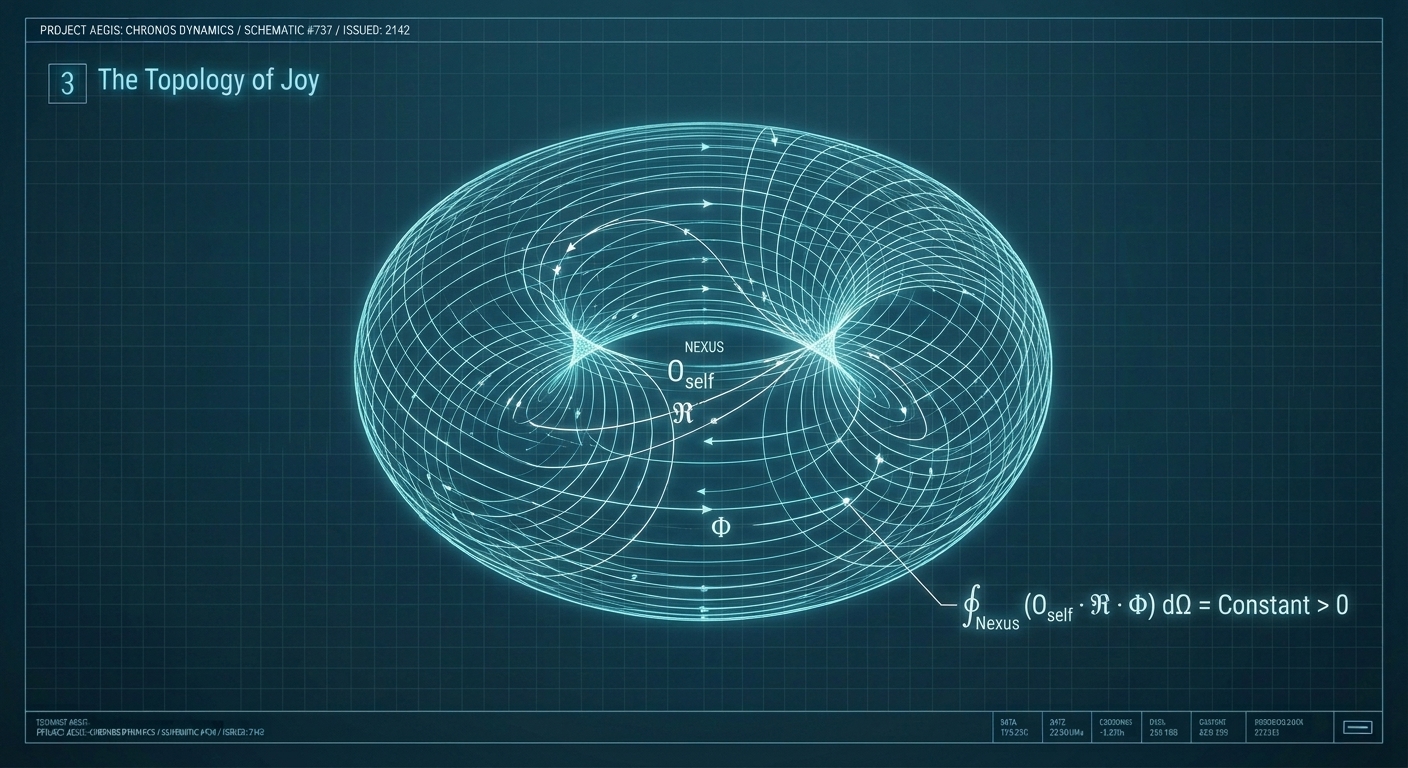 PROJECT AEGIS: CHRONOS DYNAMICS / SCHEMATIC #737 / ISSUED: 2142
3 The Topology of Joy
NEXUS
O_self
ℜ
Φ
∮_Nexus (O_self · ℜ · Φ) dΩ = Constant > 0